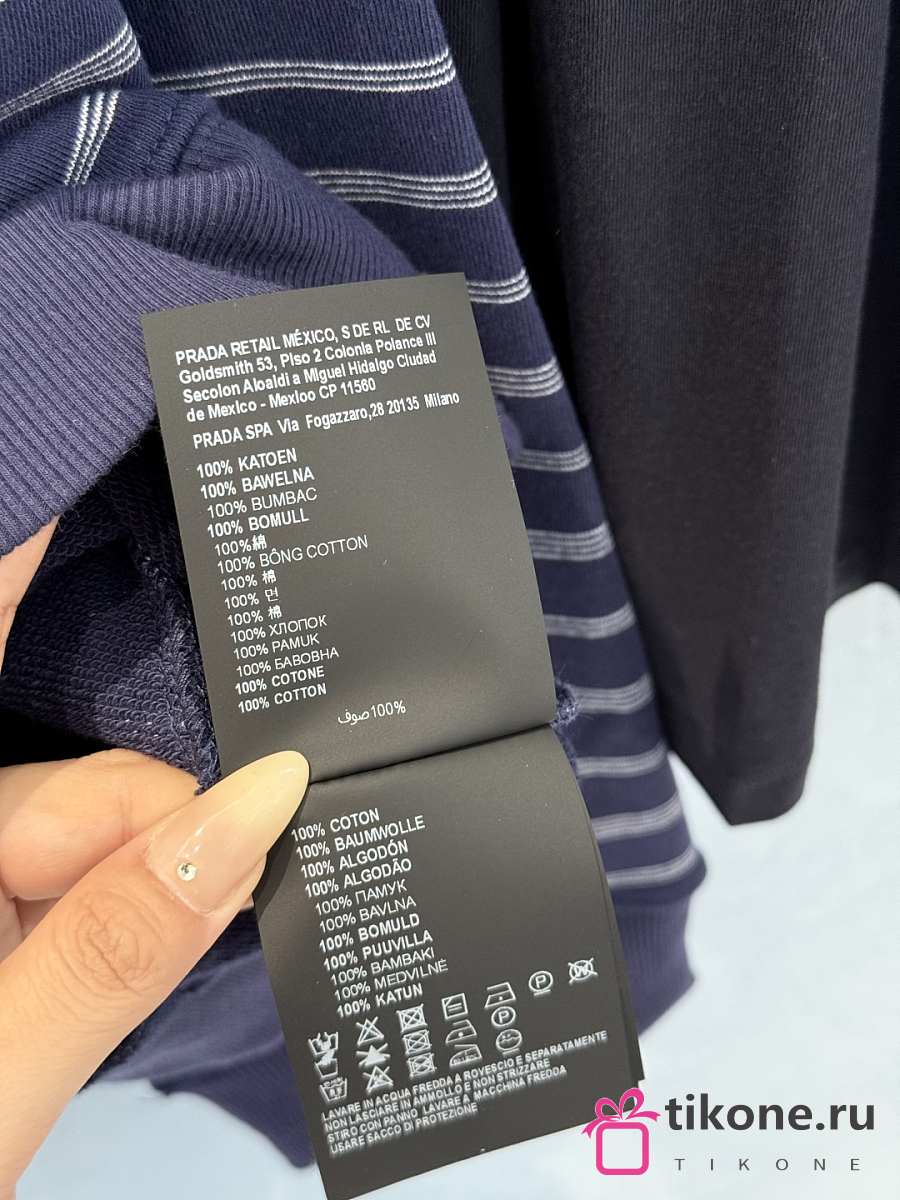 PRADA RETAIL MÉXICO, S DE RL DE CV
Goldsmith 53, Piso 2 Colonla Polance III
Secolon Aloaldi a Miguel Hidalgo Cludad
de Mexico - Mexloo CP 11560
PRADA SPA Via Fogazzaro,28 20135 Milano
100% KATOEN
100% BAWELNA
100% BUMBAC
100% BOMULL
100%綿
100% BÔNG COTTON
100% 棉
100% 면
100% 棉
100% ХЛОПОК
100% PAMUK
100% БАВОВНА
100% COTONE
100% COTTON
100% صوف
100% COTON
100% BAUMWOLLE
100% ALGODÓN
100% ALGODÃO
100% ПАМУК
100% BAVLNA
100% BOMULD
100% PUUVILLA
100% BAMBAKI
100% MEDVILNÉ
100% KATUN
LAVARE IN ACQUA FREDDA A ROVESCIO E SEPARATAMENTE
NON LASCIARE IN AMMOLLO E NON STRIZZARE
STIRO CON PANNO LAVARE A MACCHINA FREDDA
USARE SACCO DI PROTEZIONE
tikone.ru
TIKONE